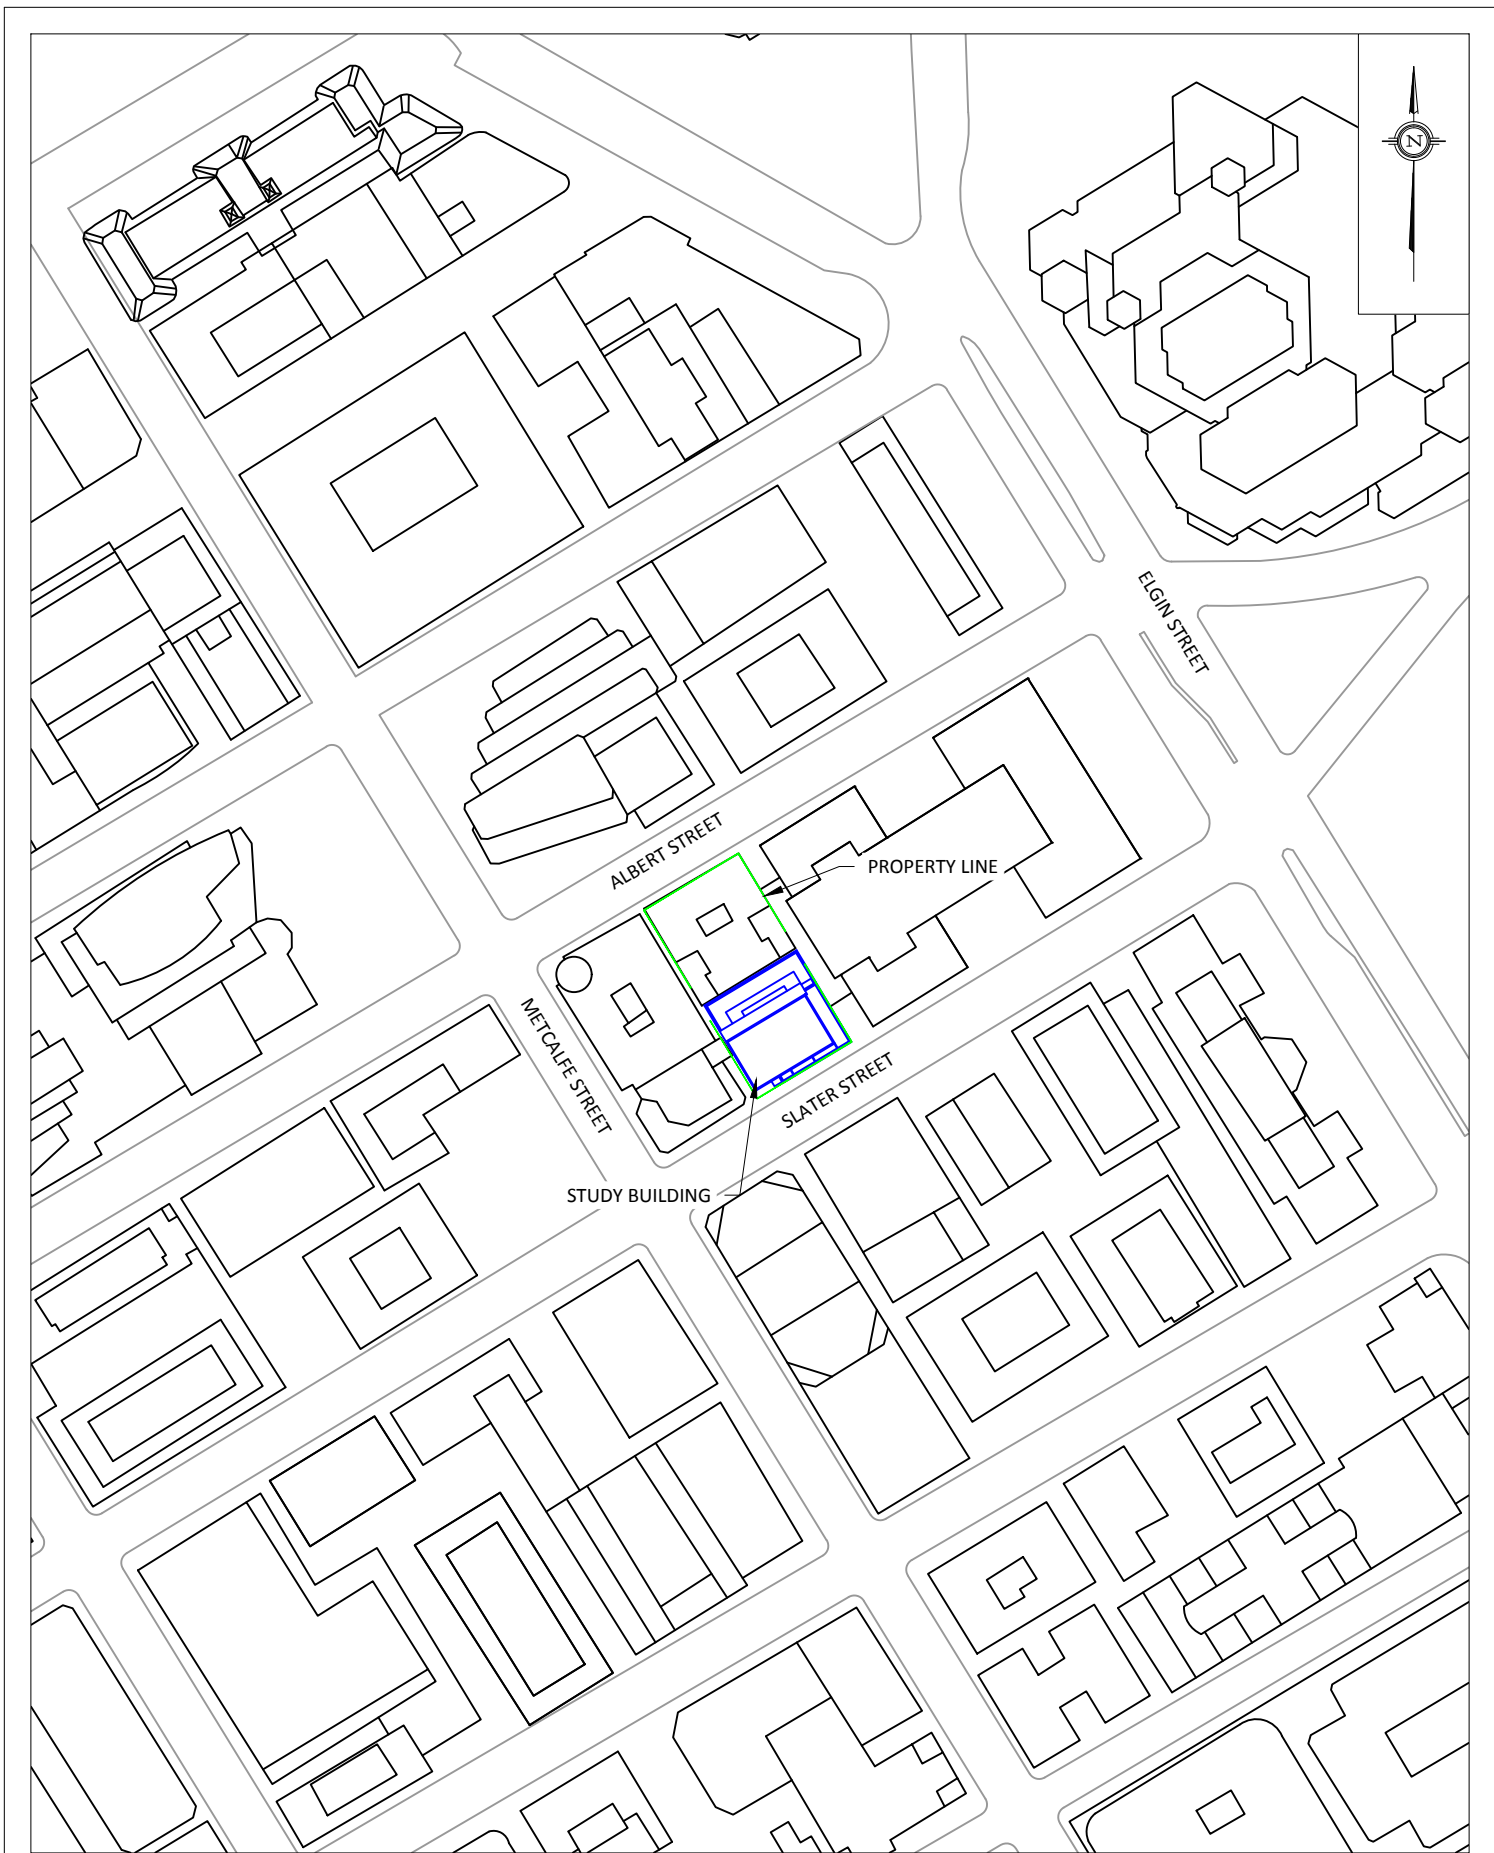 N
ELGIN STREET
ALBERT STREET
PROPERTY LINE
METCALFE STREET
SLATER STREET
STUDY BUILDING